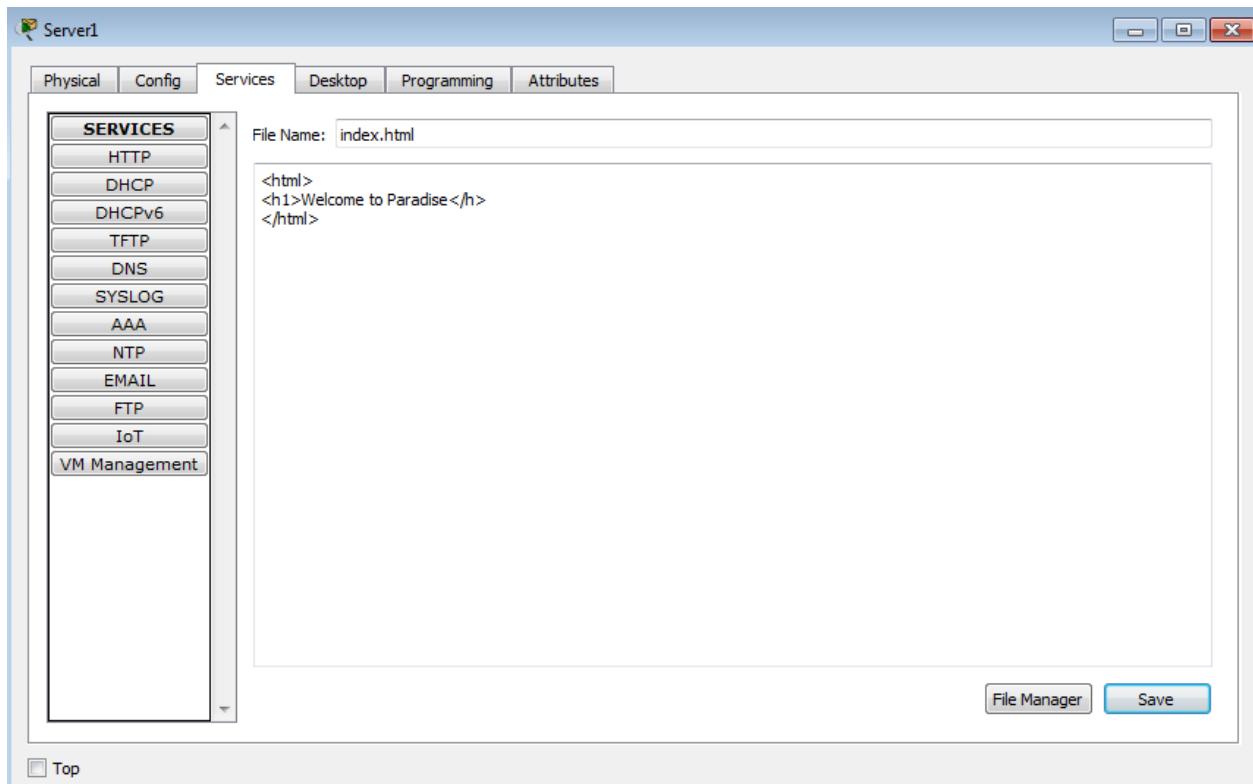 Server1
Physical Config Services Desktop Programming Attributes
SERVICES
HTTP
DHCP
DHCPv6
TFTP
DNS
SYSLOG
AAA
NTP
EMAIL
FTP
IoT
VM Management
File Name: index.html
<html>
<h1>Welcome to Paradise</h>
</html>
File Manager Save
Top